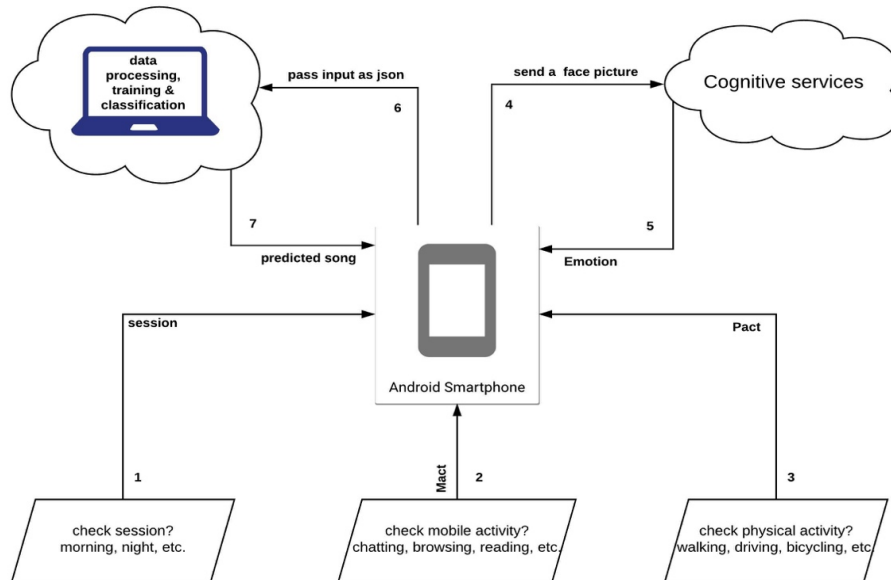 data
processing,
training &
classification
pass input as json
6
send a face picture
4
Cognitive services
7
predicted song
5
Emotion
session
Pact
Android Smartphone
1
Mact
2
3
check session?
morning, night, etc.
check mobile activity?
chatting, browsing, reading, etc.
check physical activity?
walking, driving, bicycling, etc.